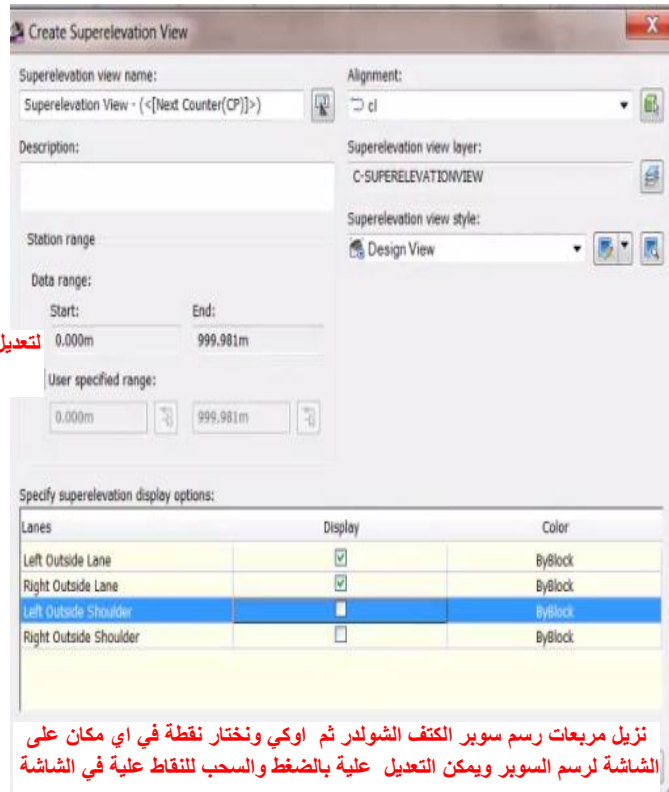 Create Superelevation View
X
Superelevation view name:
Superelevation View - (<[Next Counter(CP)]>)
Alignment:
cl
Description:
Superelevation view layer:
C-SUPERELEVATIONVIEW
Superelevation view style:
Design View
Station range
Data range:
Start: End:
0.000m 999.981m
لتعديل
User specified range:
0.000m 999.981m
Specify superelevation display options:
Lanes Display Color
Left Outside Lane ByBlock
Right Outside Lane ByBlock
Left Outside Shoulder ByBlock
Right Outside Shoulder ByBlock
نزيل مربعات رسم سوبر الكتف الشولدر ثم اوكي ونختار نقطة في اي مكان على
الشاشة لرسم السوبر ويمكن التعديل علية بالضغط والسحب للنقاط علية في الشاشة